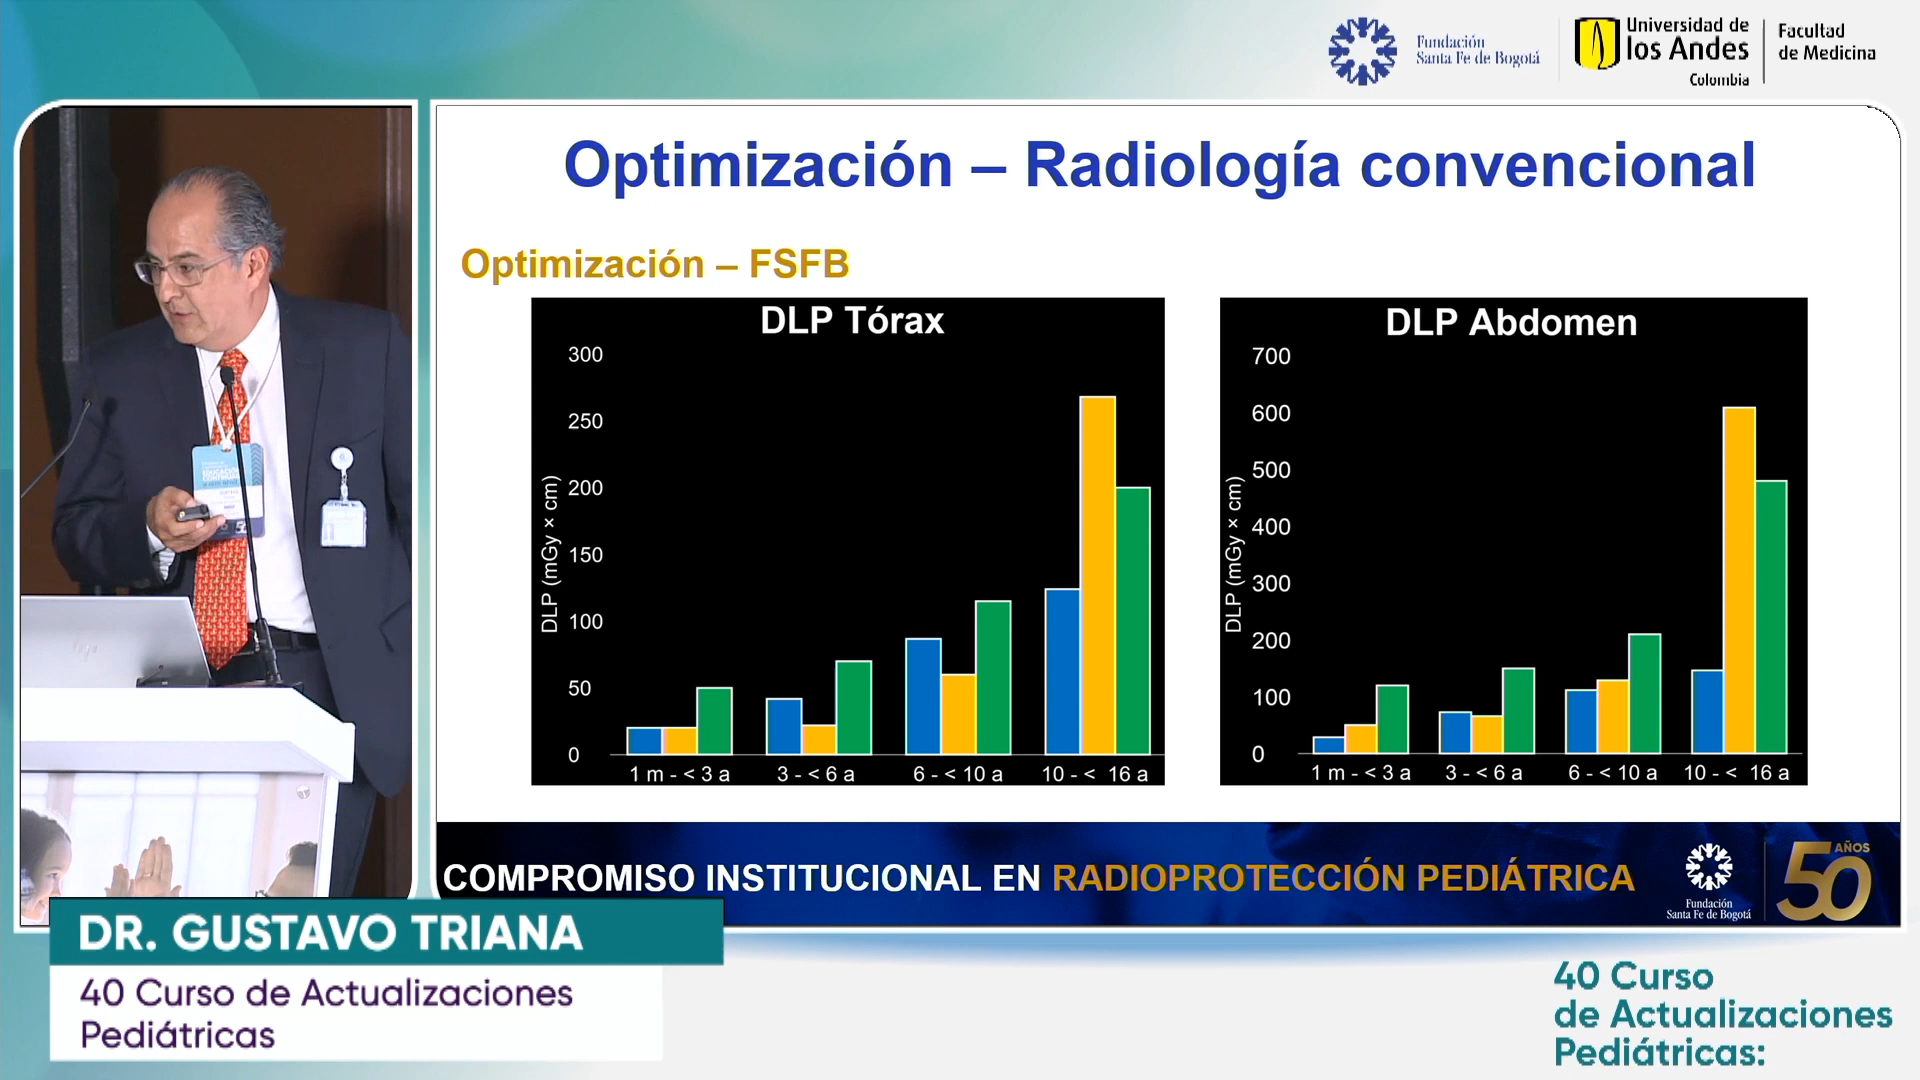 Fundación
Santa Fe de Bogotá
Universidad de
los Andes
Colombia
Facultad
de Medicina
Optimización – Radiología convencional
Optimización – FSFB
DLP Tórax
300
250
200
150
100
50
0
DLP (mGy × cm)
1 m - < 3 a
3 - < 6 a
6 - < 10 a
10 - < 16 a
DLP Abdomen
700
600
500
400
300
200
100
0
DLP (mGy × cm)
1 m - < 3 a
3 - < 6 a
6 - < 10 a
10 - < 16 a
COMPROMISO INSTITUCIONAL EN RADIOPROTECCIÓN PEDIÁTRICA
Fundación
Santa Fe de Bogotá
50 AÑOS
DR. GUSTAVO TRIANA
40 Curso de Actualizaciones
Pediátricas
40 Curso
de Actualizaciones
Pediátricas: